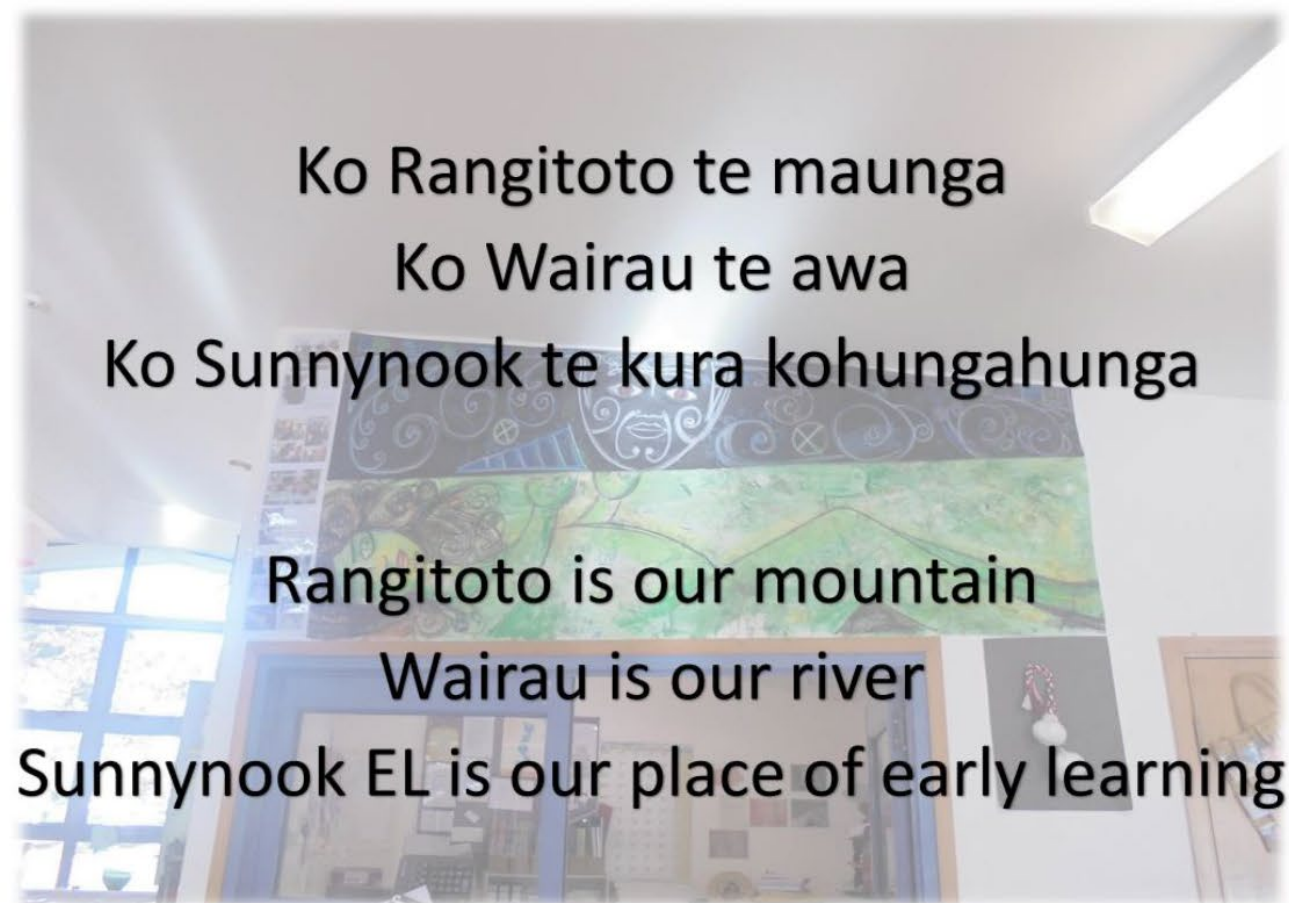 Ko Rangitoto te maunga
Ko Wairau te awa
Ko Sunnynook te kura kohungahunga
Rangitoto is our mountain
Wairau is our river
Sunnynook EL is our place of early learning